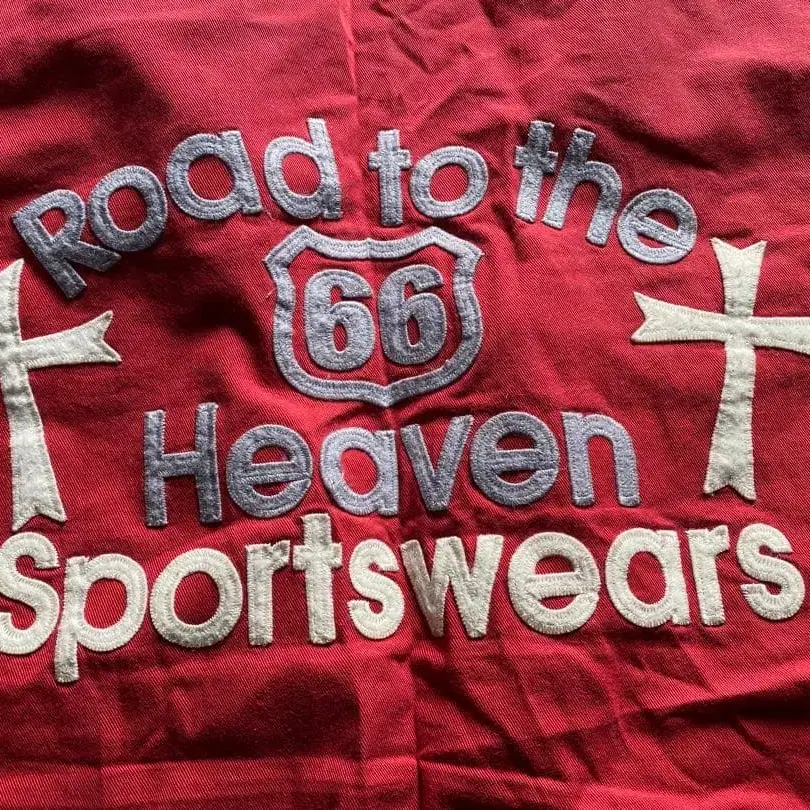 Road to the
66
Heaven
Sportswears